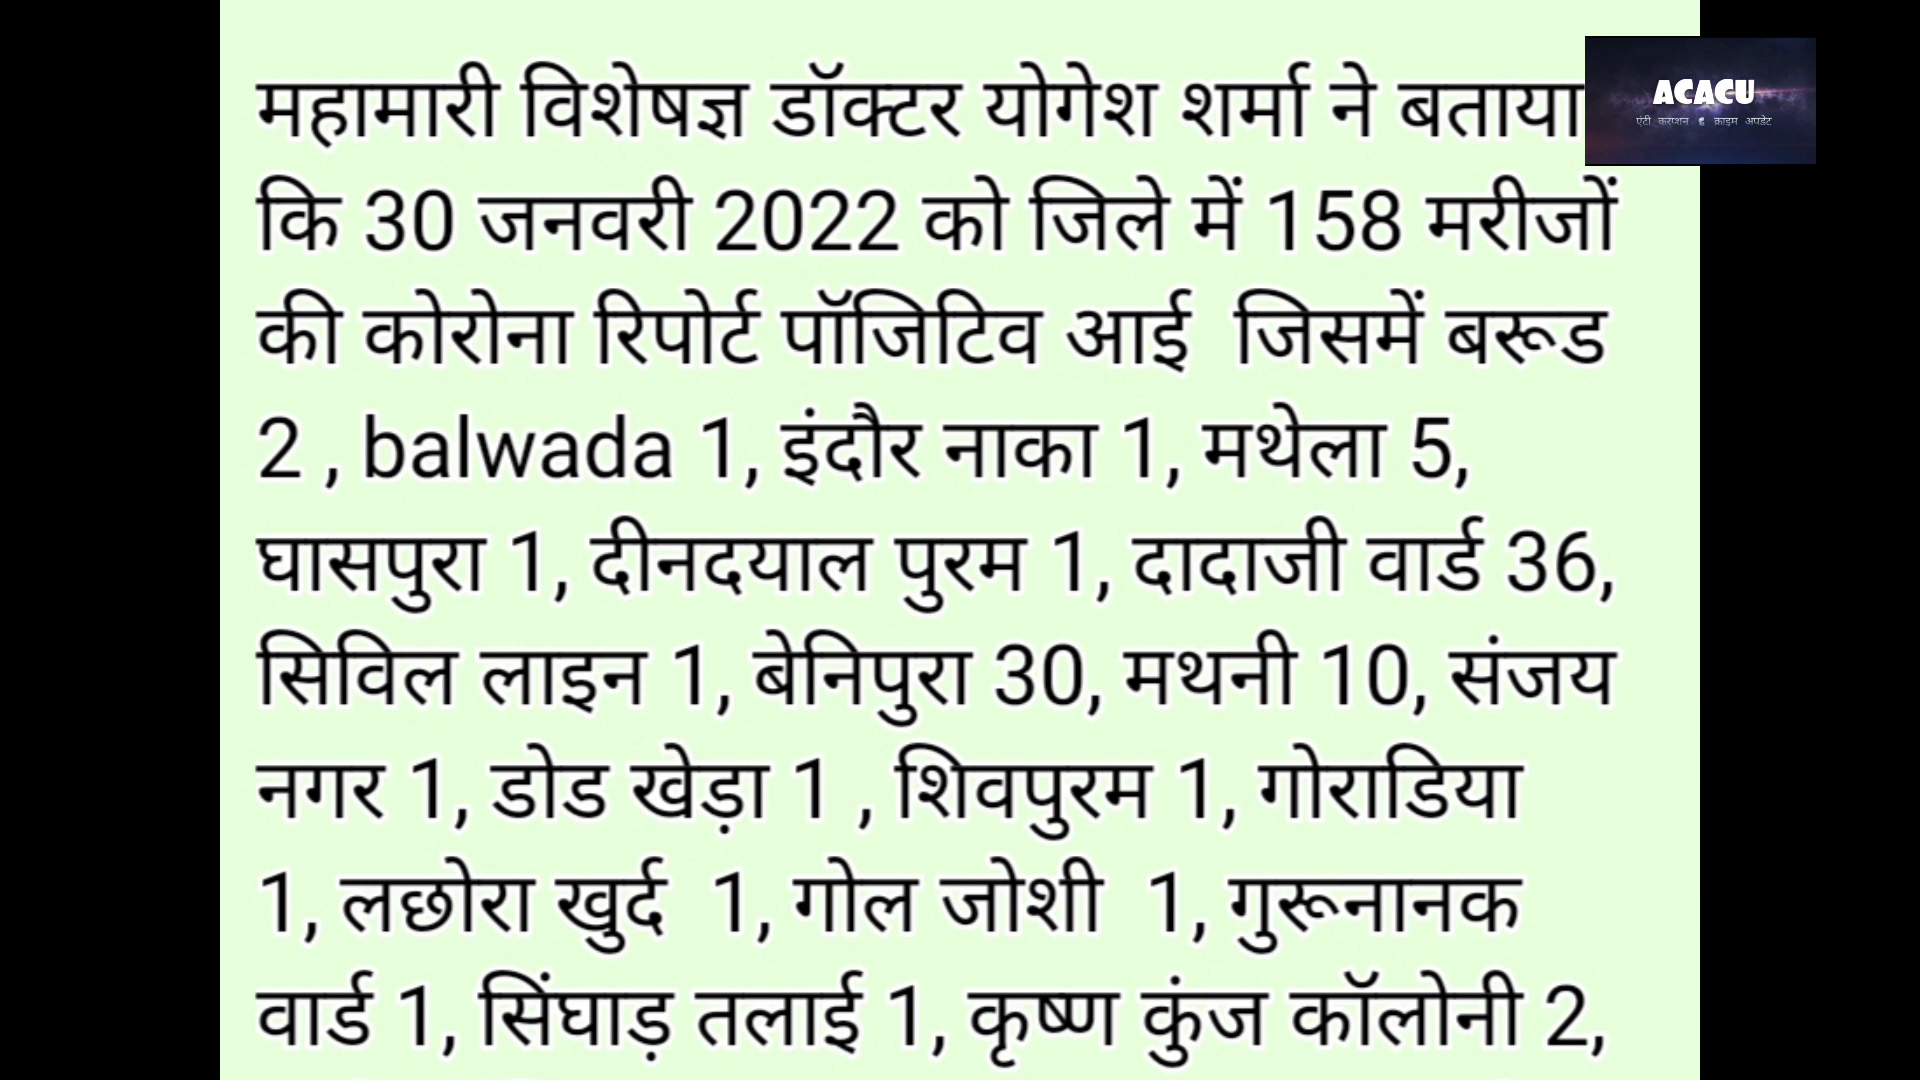 महामारी विशेषज्ञ डॉक्टर योगेश शर्मा ने बताया
कि 30 जनवरी 2022 को जिले में 158 मरीजों
की कोरोना रिपोर्ट पॉजिटिव आई  जिसमें बरूड
2 , balwada 1, इंदौर नाका 1, मथेला 5,
घासपुरा 1, दीनदयाल पुरम 1, दादाजी वार्ड 36,
सिविल लाइन 1, बेनिपुरा 30, मथनी 10, संजय
नगर 1, डोड खेड़ा 1 , शिवपुरम 1, गोराडिया
1, लछोरा खुर्द  1, गोल जोशी  1, गुरूनानक
वार्ड 1, सिंघाड़ तलाई 1, कृष्ण कुंज कॉलोनी 2,
ACACU
एंटी करप्शन & क्राइम अपडेट